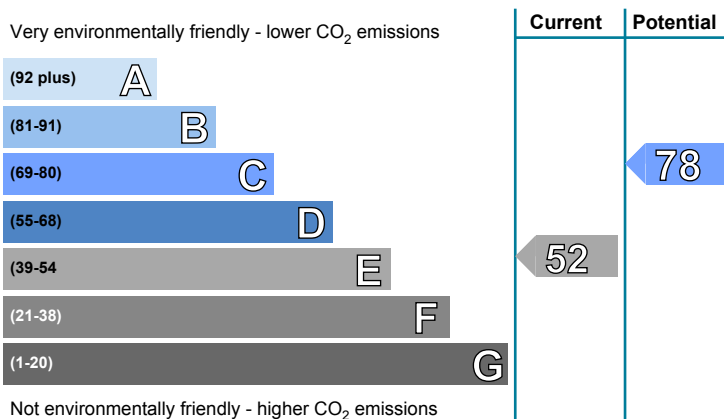 Current Potential
Very environmentally friendly - lower CO₂ emissions
(92 plus) A
(81-91) B
(69-80) C
78
(55-68) D
(39-54 E
52
(21-38) F
(1-20) G
Not environmentally friendly - higher CO₂ emissions